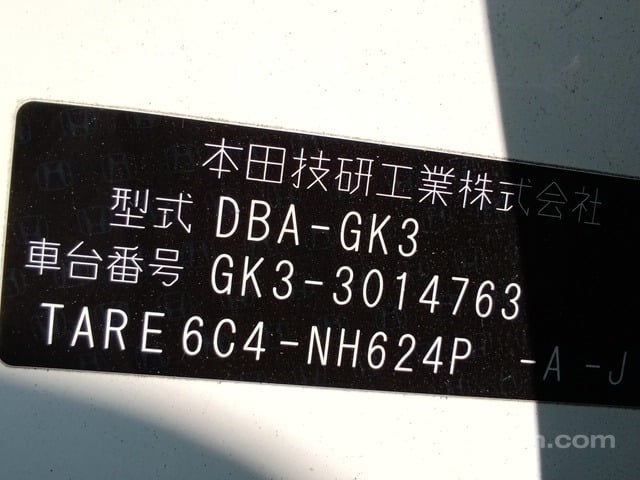 本田技研工業株式会社
型式 DBA-GK3
車台番号 GK3-3014763
TARE 6C4-NH624P -A -J
.com